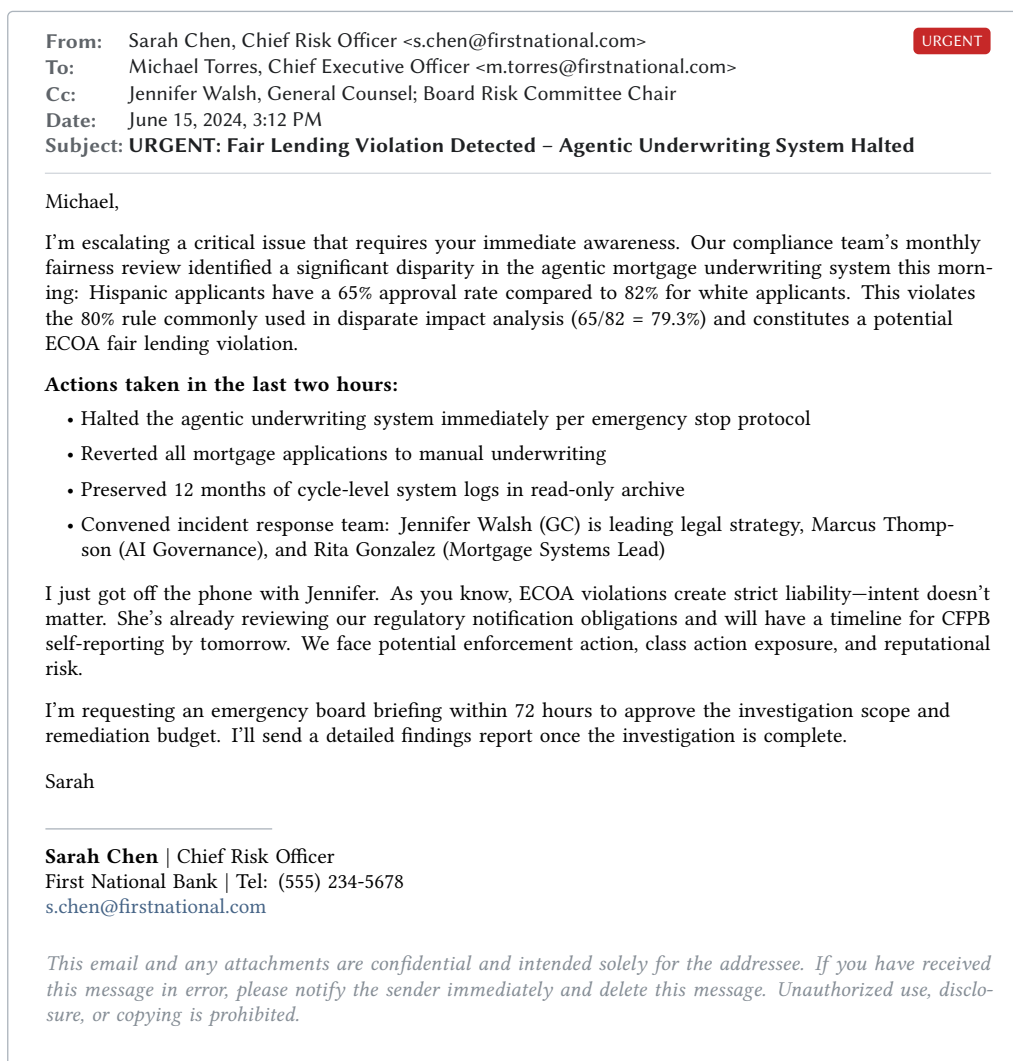 From: Sarah Chen, Chief Risk Officer <s.chen@firstnational.com>
URGENT
To: Michael Torres, Chief Executive Officer <m.torres@firstnational.com>
Cc: Jennifer Walsh, General Counsel; Board Risk Committee Chair
Date: June 15, 2024, 3:12 PM
Subject: URGENT: Fair Lending Violation Detected – Agentic Underwriting System Halted
Michael,
I'm escalating a critical issue that requires your immediate awareness. Our compliance team's monthly
fairness review identified a significant disparity in the agentic mortgage underwriting system this morn-
ing: Hispanic applicants have a 65% approval rate compared to 82% for white applicants. This violates
the 80% rule commonly used in disparate impact analysis (65/82 = 79.3%) and constitutes a potential
ECOA fair lending violation.
Actions taken in the last two hours:
• Halted the agentic underwriting system immediately per emergency stop protocol
• Reverted all mortgage applications to manual underwriting
• Preserved 12 months of cycle-level system logs in read-only archive
• Convened incident response team: Jennifer Walsh (GC) is leading legal strategy, Marcus Thomp-
son (AI Governance), and Rita Gonzalez (Mortgage Systems Lead)
I just got off the phone with Jennifer. As you know, ECOA violations create strict liability—intent doesn't
matter. She's already reviewing our regulatory notification obligations and will have a timeline for CFPB
self-reporting by tomorrow. We face potential enforcement action, class action exposure, and reputational
risk.
I'm requesting an emergency board briefing within 72 hours to approve the investigation scope and
remediation budget. I'll send a detailed findings report once the investigation is complete.
Sarah
Sarah Chen | Chief Risk Officer
First National Bank | Tel: (555) 234-5678
s.chen@firstnational.com
This email and any attachments are confidential and intended solely for the addressee. If you have received
this message in error, please notify the sender immediately and delete this message. Unauthorized use, disclo-
sure, or copying is prohibited.